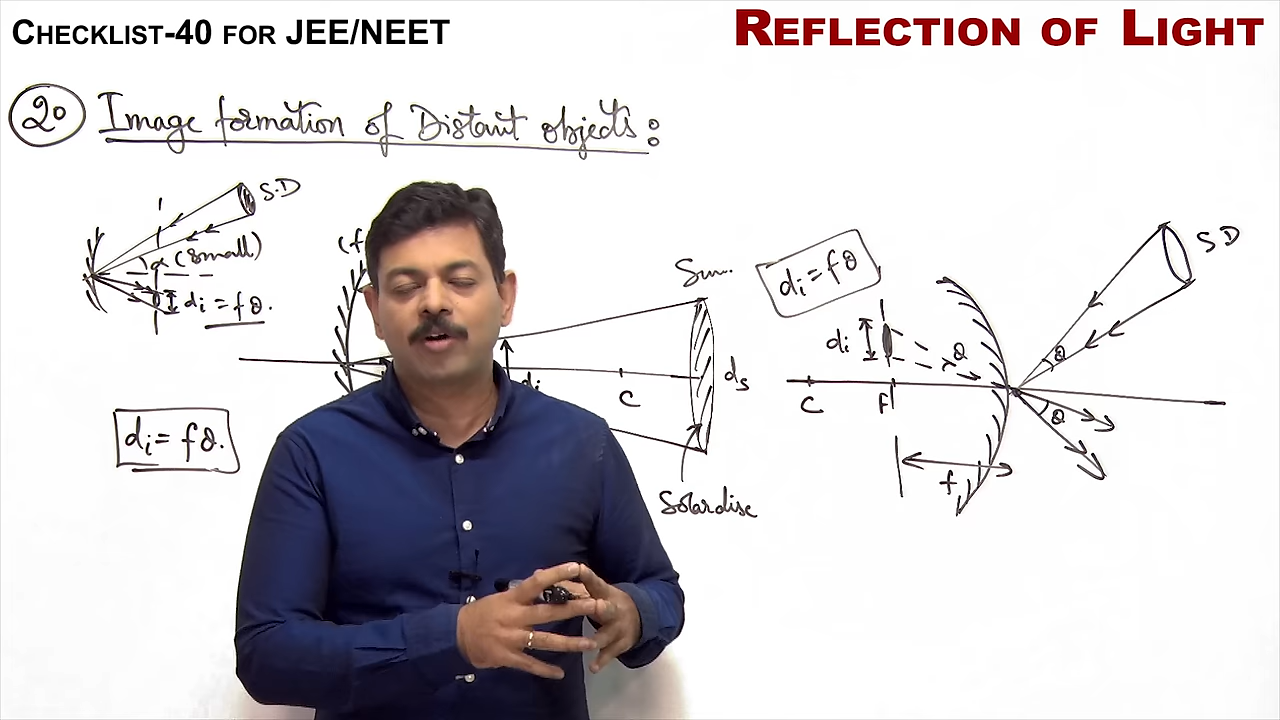 CHECKLIST-40 FOR JEE/NEET
REFLECTION OF LIGHT
20 Image formation of Distant objects:
S.D
α (small)
di = fθ.
(f
Sun
di
C
ds
di = fθ.
Solar disc
di = fθ
S D
di
θ
θ
θ
C
F
f